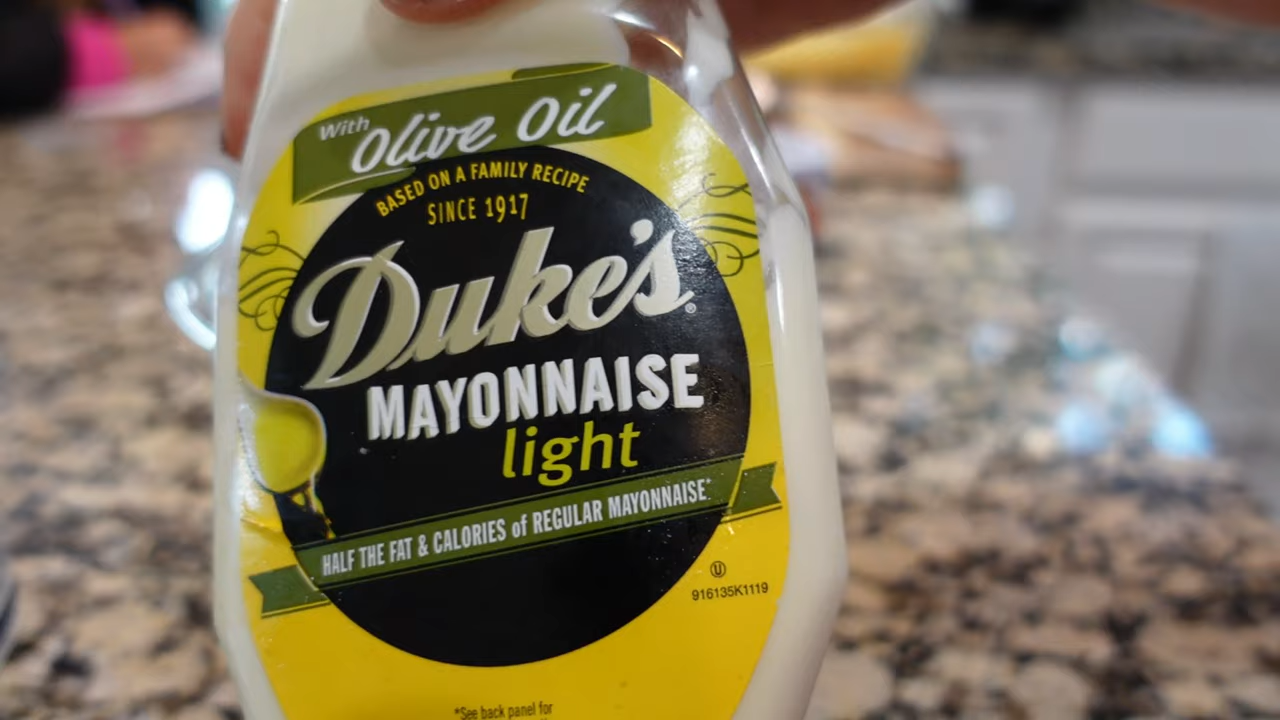 With Olive Oil
BASED ON A FAMILY RECIPE
SINCE 1917
Duke's®
MAYONNAISE
light
HALF THE FAT & CALORIES of REGULAR MAYONNAISE*
Ⓤ
916135K1119
*See back panel for